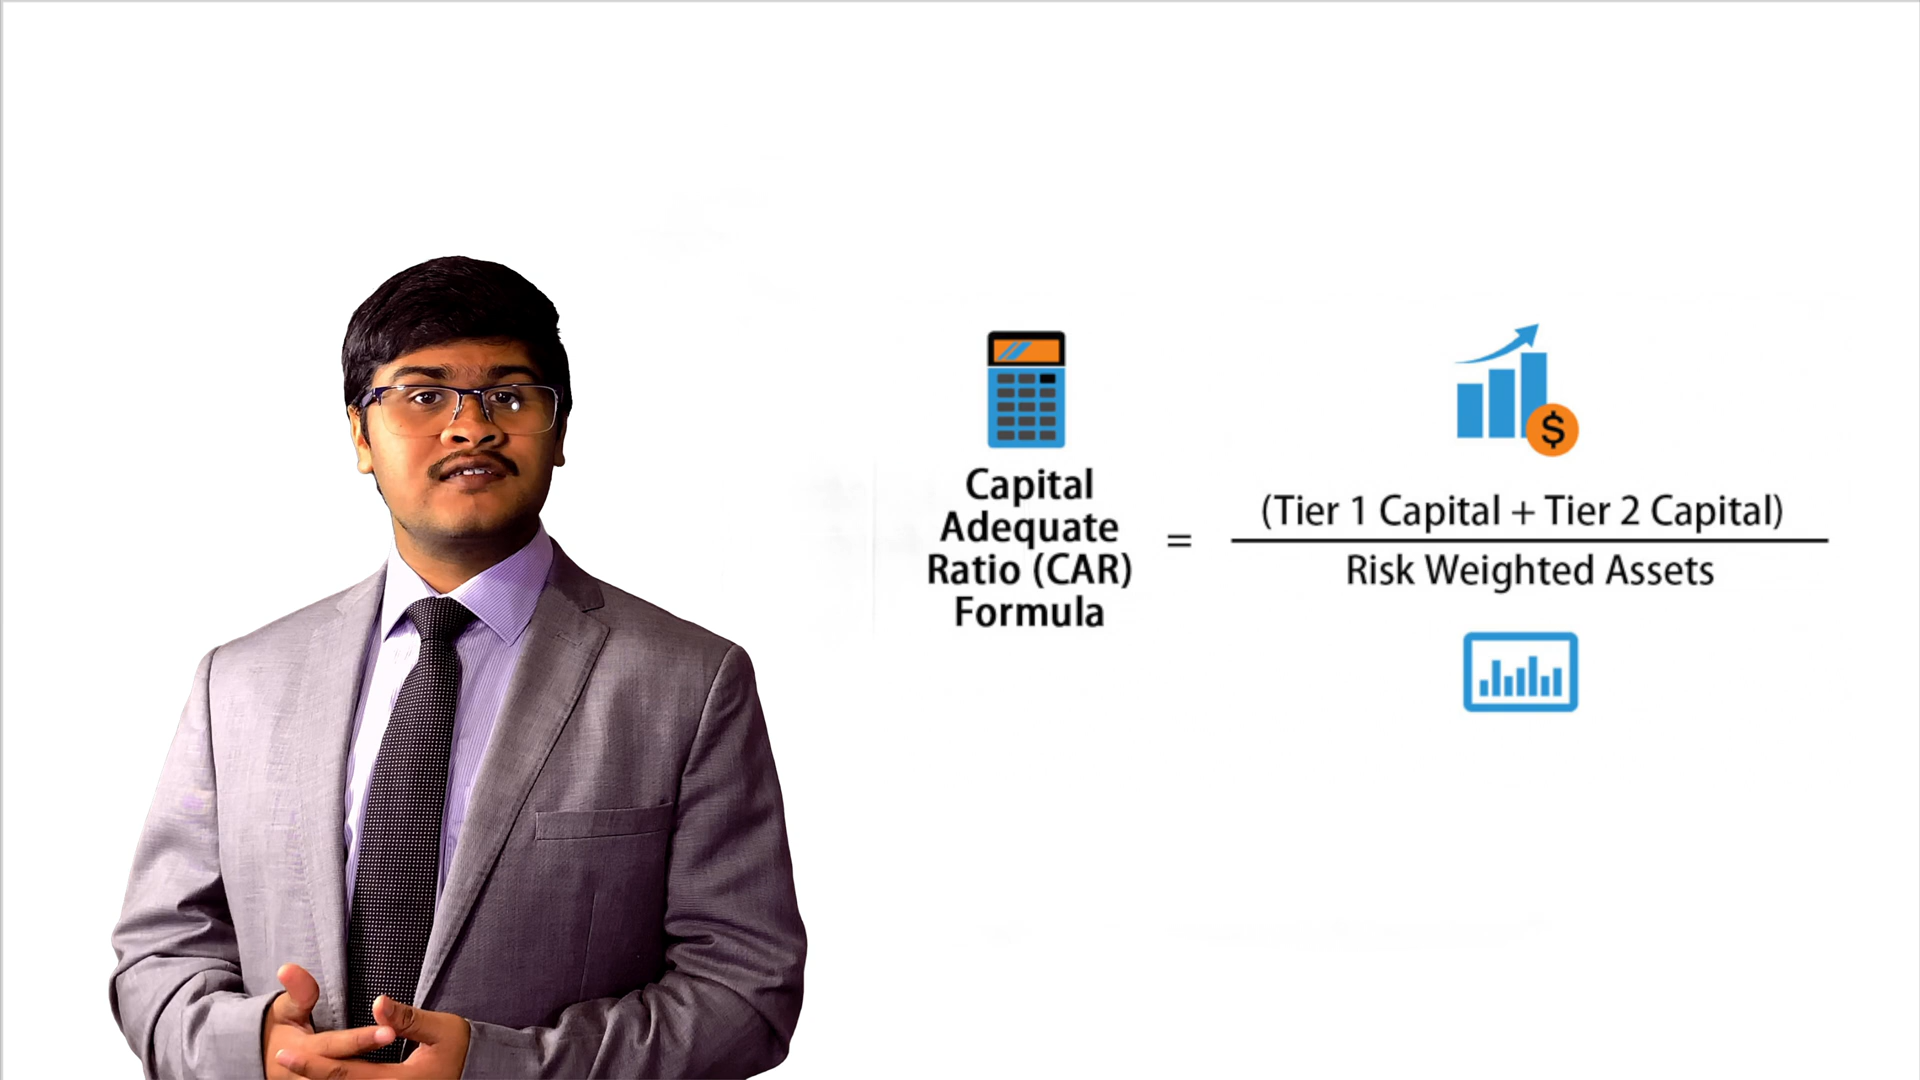 Capital
Adequate
Ratio (CAR)
Formula
=
(Tier 1 Capital + Tier 2 Capital)
Risk Weighted Assets
$